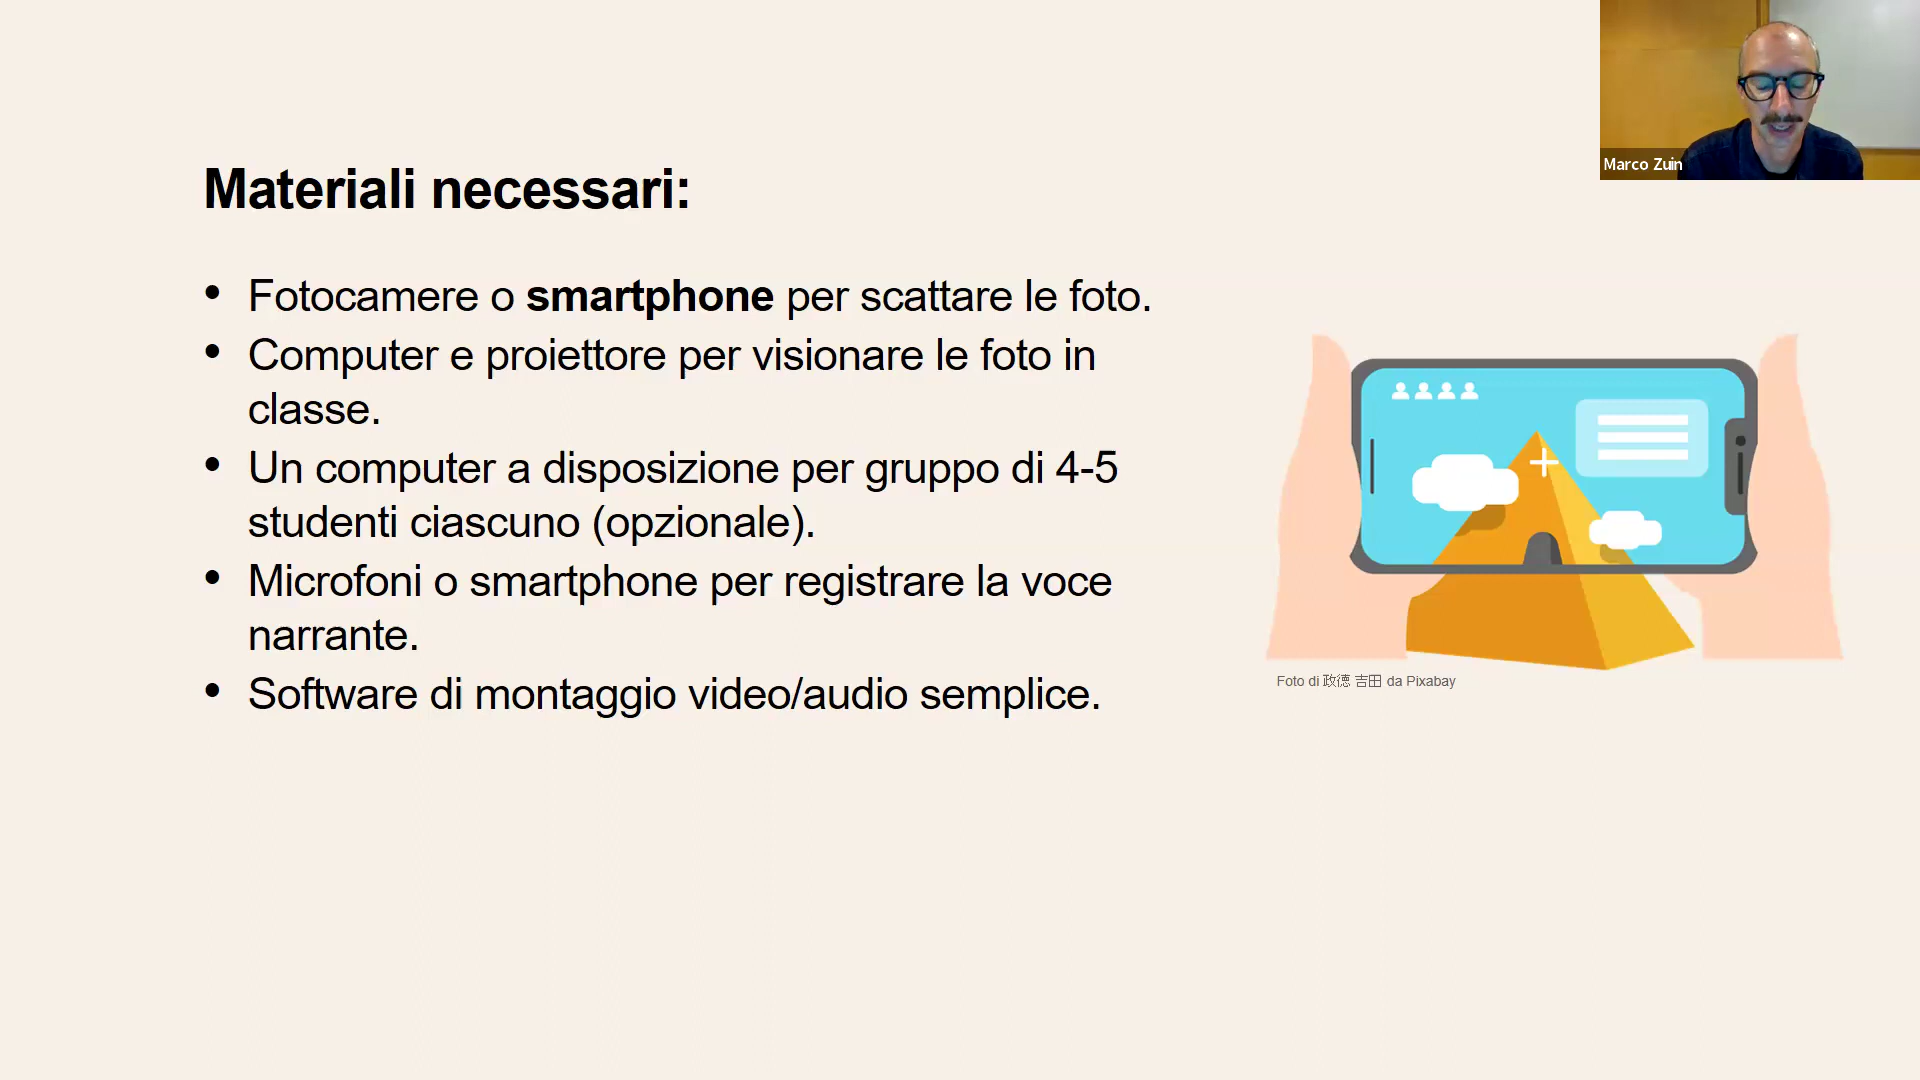 Marco Zuin
Materiali necessari:
• Fotocamere o smartphone per scattare le foto.
• Computer e proiettore per visionare le foto in
classe.
• Un computer a disposizione per gruppo di 4-5
studenti ciascuno (opzionale).
• Microfoni o smartphone per registrare la voce
narrante.
• Software di montaggio video/audio semplice.
Foto di 政徳 吉田 da Pixabay